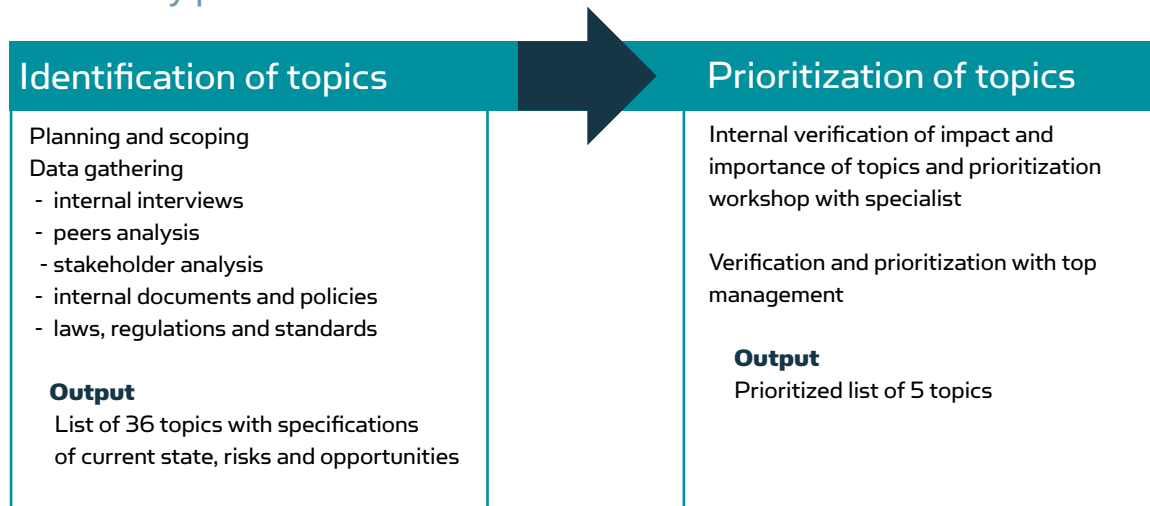 Identification of topics
Planning and scoping
Data gathering
- internal interviews
- peers analysis
- stakeholder analysis
- internal documents and policies
- laws, regulations and standards
Output
List of 36 topics with specifications
of current state, risks and opportunities
Prioritization of topics
Internal verification of impact and
importance of topics and prioritization
workshop with specialist
Verification and prioritization with top
management
Output
Prioritized list of 5 topics